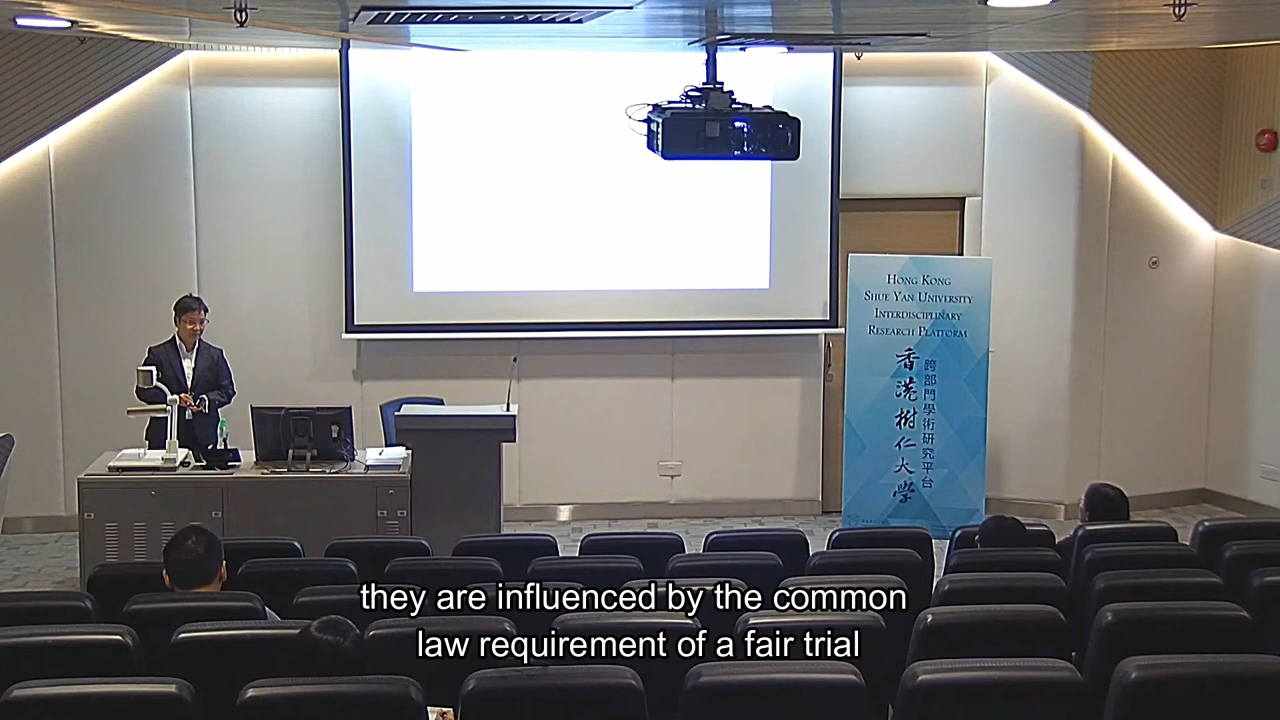 HONG KONG
SHUE YAN UNIVERSITY
INTERDISCIPLINARY
RESEARCH PLATFORM
香港樹仁大學
跨部門學術研究平台
they are influenced by the common
law requirement of a fair trial